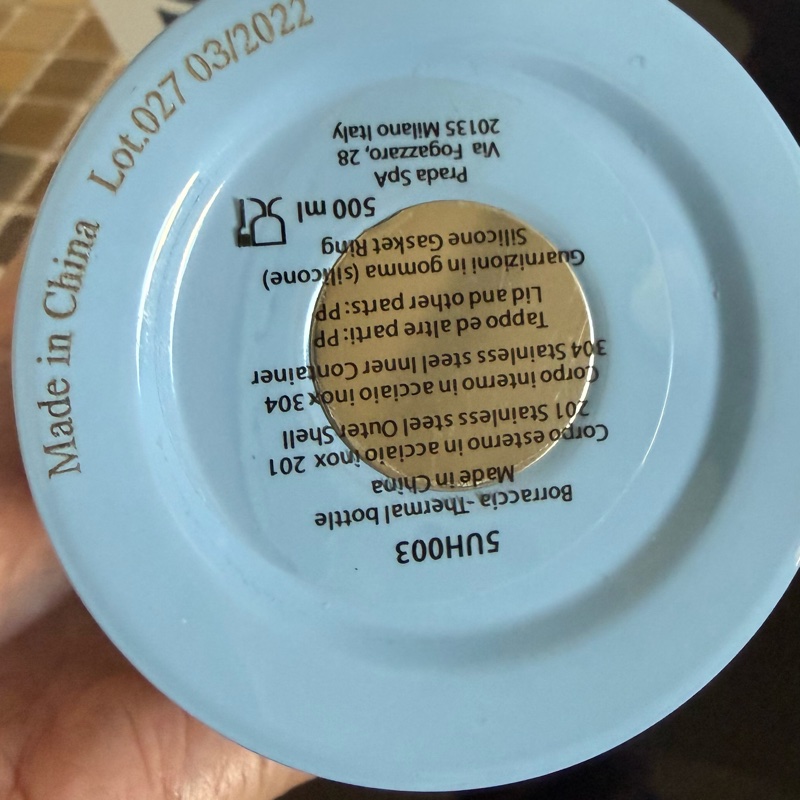 Made in China Lot.027 03/2022
5UH003
Borraccia-Thermal bottle
Made in China
Corpo esterno in acciaio inox 201
201 Stainless steel Outer Shell
Corpo interno in acciaio inox 304
304 Stainless steel Inner Container
Tappo ed altre parti: PP
Lid and other parts: PP
Guarnizioni in gomma (silicone)
Silicone Gasket Ring
500 ml
Prada SpA
Via Fogazzaro, 28
20135 Milano Italy